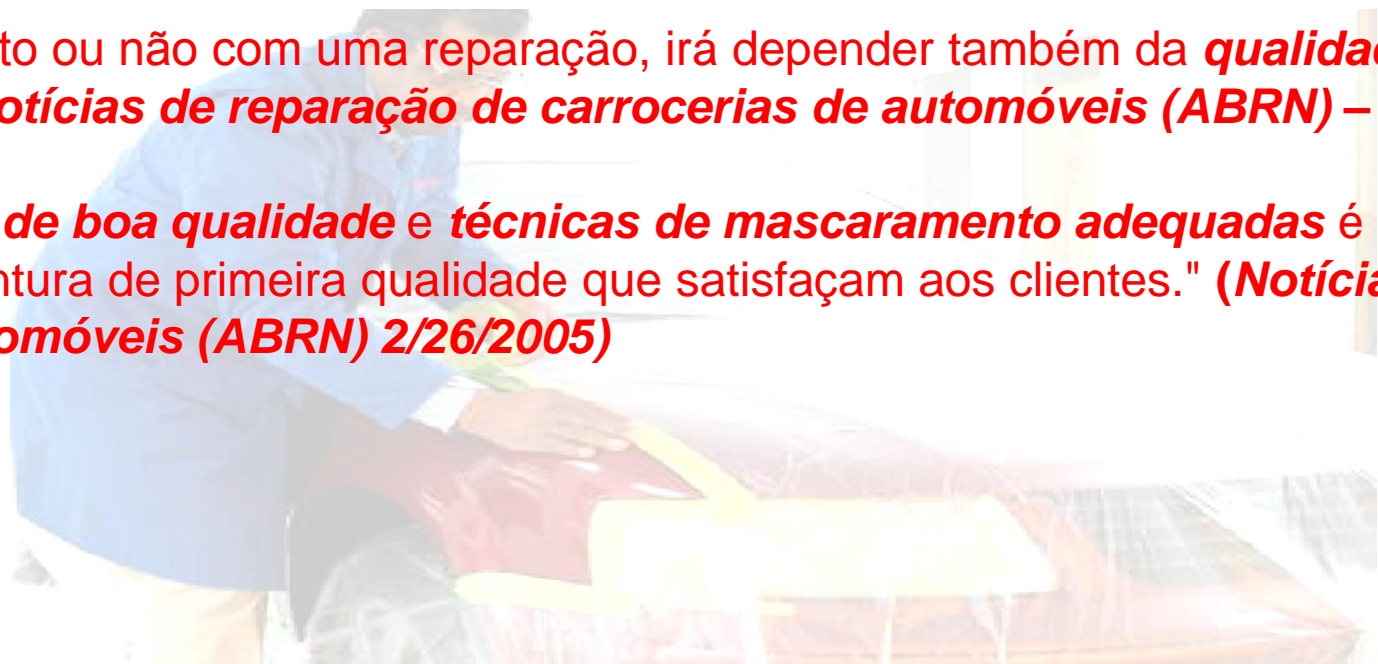 to ou não com uma reparação, irá depender também da qualidad
otícias de reparação de carrocerias de automóveis (ABRN) –
de boa qualidade e técnicas de mascaramento adequadas é
ntura de primeira qualidade que satisfaçam aos clientes." (Notícia
omóveis (ABRN) 2/26/2005)